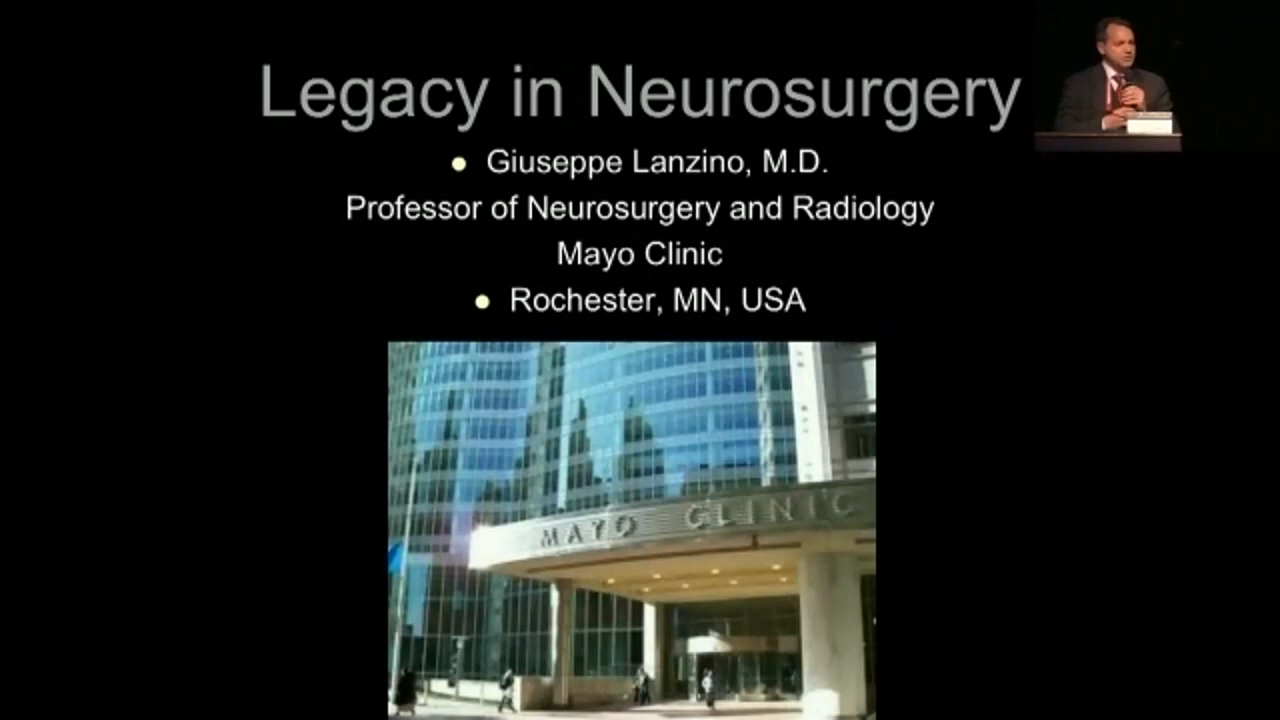 Legacy in Neurosurgery
Giuseppe Lanzino, M.D.
Professor of Neurosurgery and Radiology
Mayo Clinic
Rochester, MN, USA
MAYO CLINIC